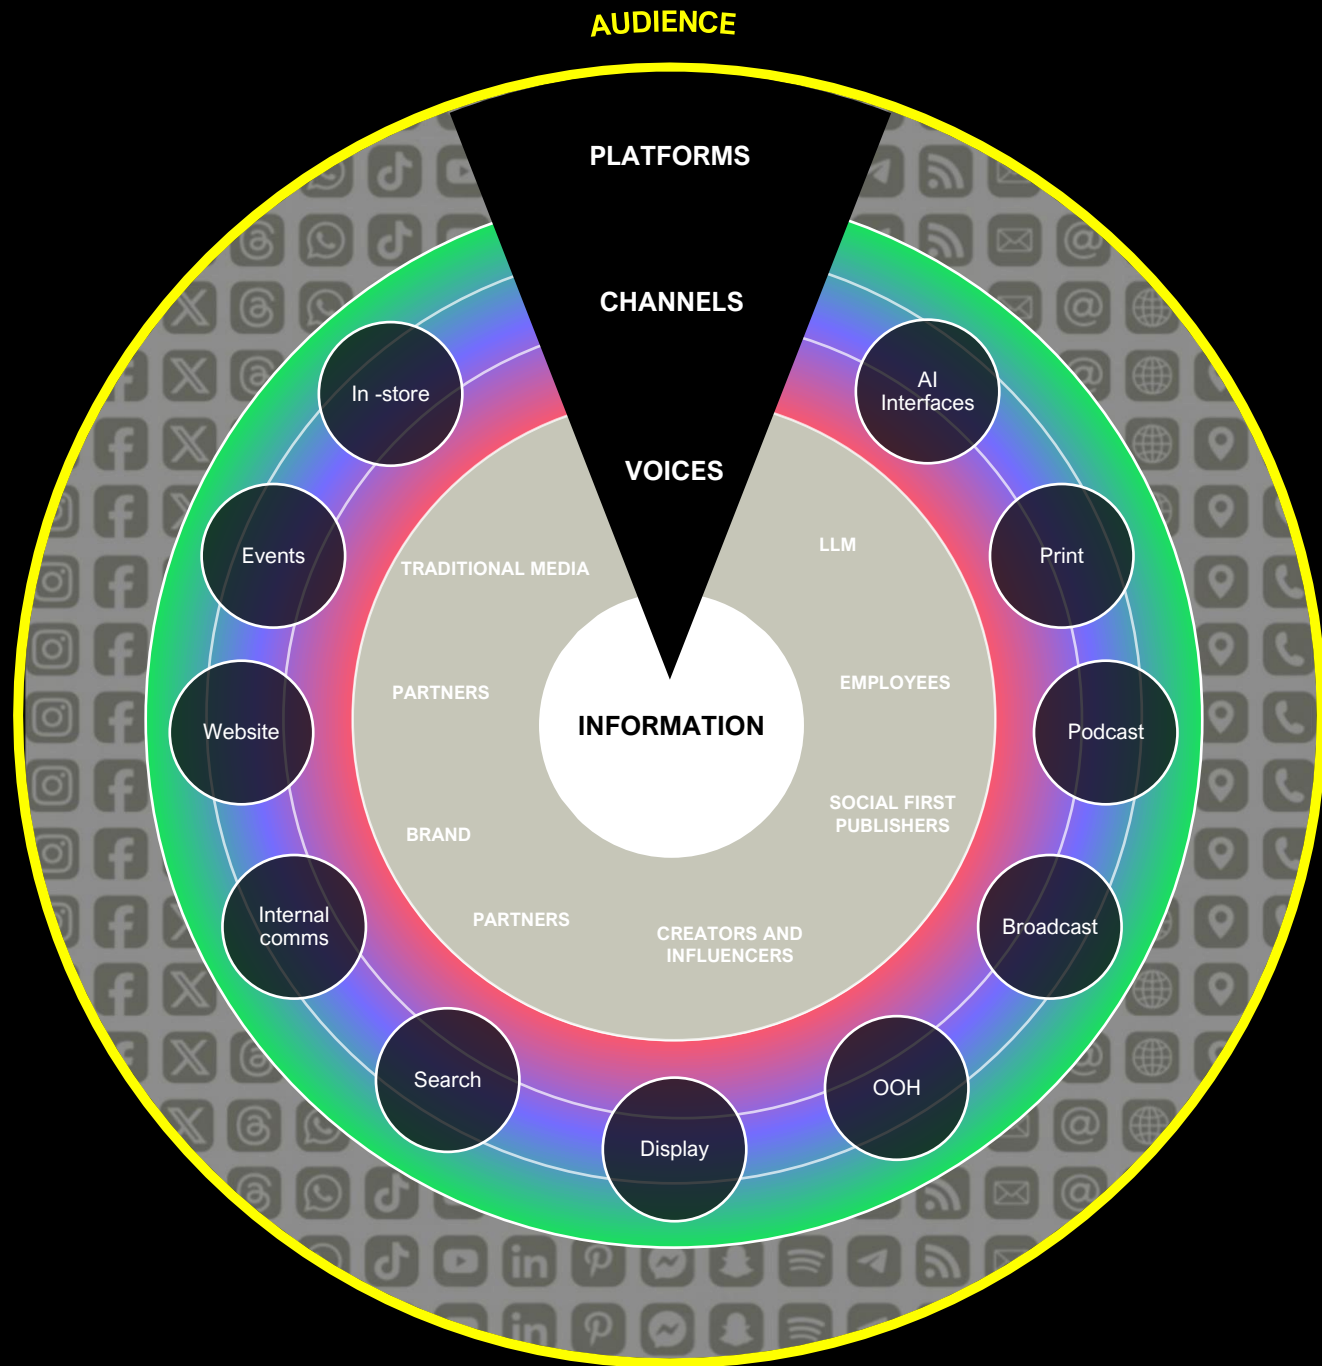 AUDIENCE
PLATFORMS
CHANNELS
VOICES
In -store
AI
Interfaces
Events
Print
TRADITIONAL MEDIA
LLM
PARTNERS
EMPLOYEES
Website
INFORMATION
Podcast
BRAND
SOCIAL FIRST
PUBLISHERS
PARTNERS
CREATORS AND
INFLUENCERS
Internal
comms
Broadcast
Search
OOH
Display